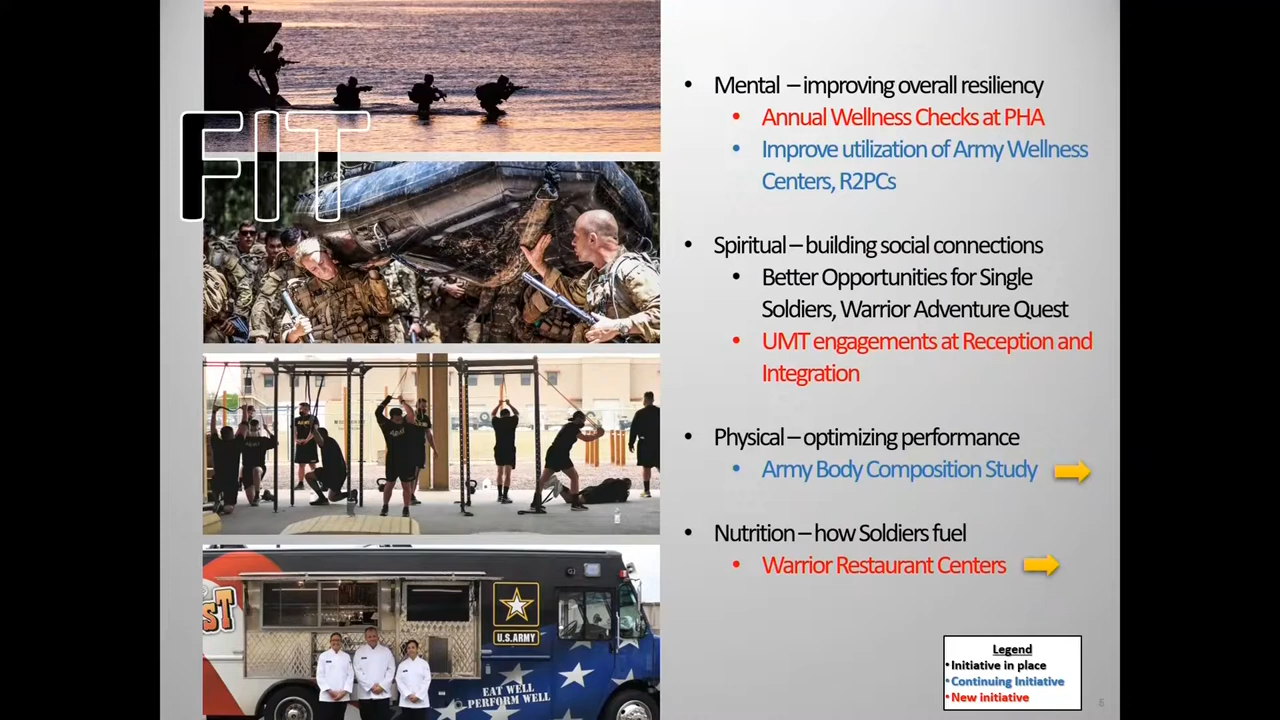 FIT
• Mental – improving overall resiliency
• Annual Wellness Checks at PHA
• Improve utilization of Army Wellness
Centers, R2PCs
• Spiritual – building social connections
• Better Opportunities for Single
Soldiers, Warrior Adventure Quest
• UMT engagements at Reception and
Integration
• Physical – optimizing performance
• Army Body Composition Study
• Nutrition – how Soldiers fuel
• Warrior Restaurant Centers
U.S. ARMY
EAT WELL
PERFORM WELL
Legend
• Initiative in place
• Continuing Initiative
• New initiative
6